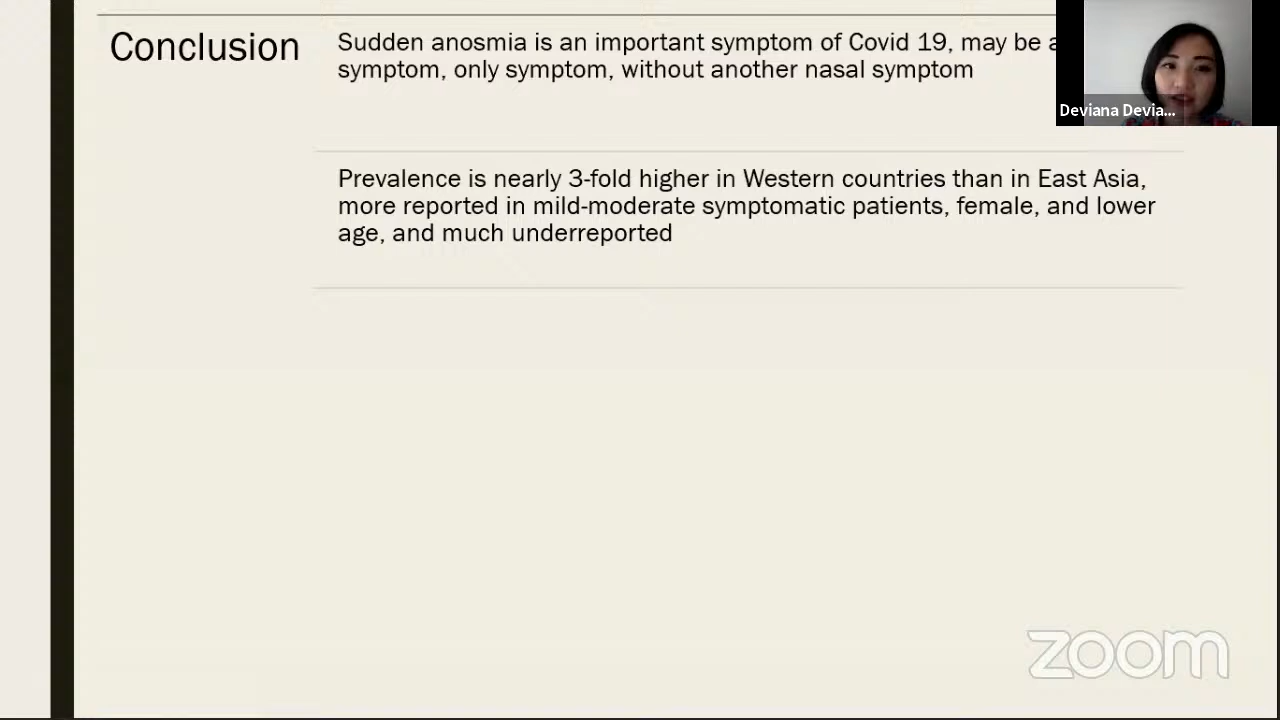 Conclusion
Sudden anosmia is an important symptom of Covid 19, may be a
symptom, only symptom, without another nasal symptom
Deviana Devia...
Prevalence is nearly 3-fold higher in Western countries than in East Asia,
more reported in mild-moderate symptomatic patients, female, and lower
age, and much underreported
zoom